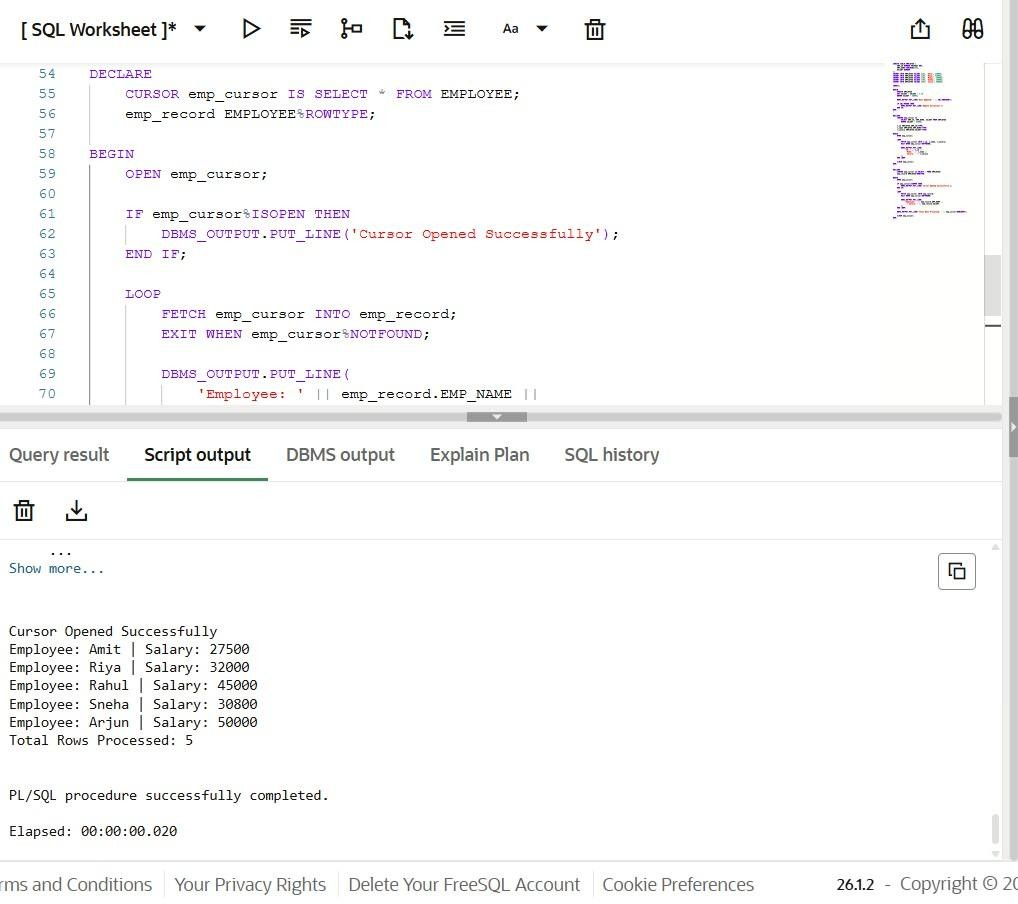 [ SQL Worksheet ]*
Aa
54 DECLARE
55 CURSOR emp_cursor IS SELECT * FROM EMPLOYEE;
56 emp_record EMPLOYEE%ROWTYPE;
57
58 BEGIN
59 OPEN emp_cursor;
60
61 IF emp_cursor%ISOPEN THEN
62 DBMS_OUTPUT.PUT_LINE('Cursor Opened Successfully');
63 END IF;
64
65 LOOP
66 FETCH emp_cursor INTO emp_record;
67 EXIT WHEN emp_cursor%NOTFOUND;
68
69 DBMS_OUTPUT.PUT_LINE(
70 'Employee: ' || emp_record.EMP_NAME ||
Query result Script output DBMS output Explain Plan SQL history
...
Show more...
Cursor Opened Successfully
Employee: Amit | Salary: 27500
Employee: Riya | Salary: 32000
Employee: Rahul | Salary: 45000
Employee: Sneha | Salary: 30800
Employee: Arjun | Salary: 50000
Total Rows Processed: 5
PL/SQL procedure successfully completed.
Elapsed: 00:00:00.020
rms and Conditions Your Privacy Rights Delete Your FreeSQL Account Cookie Preferences 26.1.2 - Copyright © 20